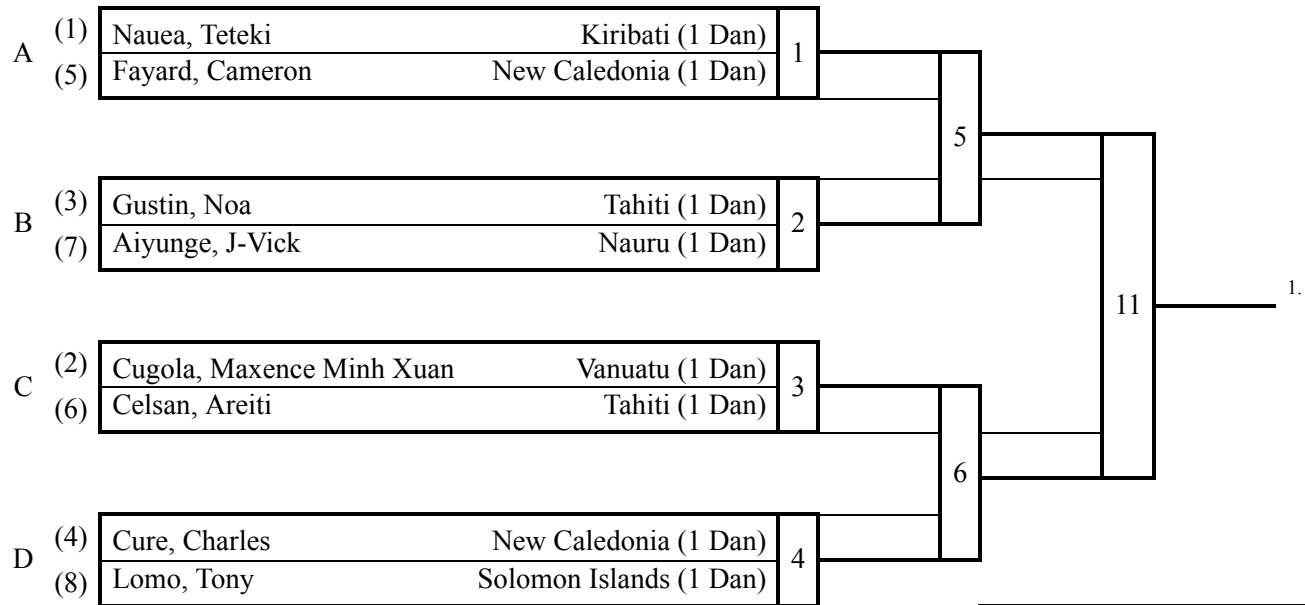 A (1) Nauea, Teteki Kiribati (1 Dan) 1
(5) Fayard, Cameron New Caledonia (1 Dan)
5
B (3) Gustin, Noa Tahiti (1 Dan) 2
(7) Aiyunge, J-Vick Nauru (1 Dan)
11 1.
C (2) Cugola, Maxence Minh Xuan Vanuatu (1 Dan) 3
(6) Celsan, Areiti Tahiti (1 Dan)
6
D (4) Cure, Charles New Caledonia (1 Dan) 4
(8) Lomo, Tony Solomon Islands (1 Dan)